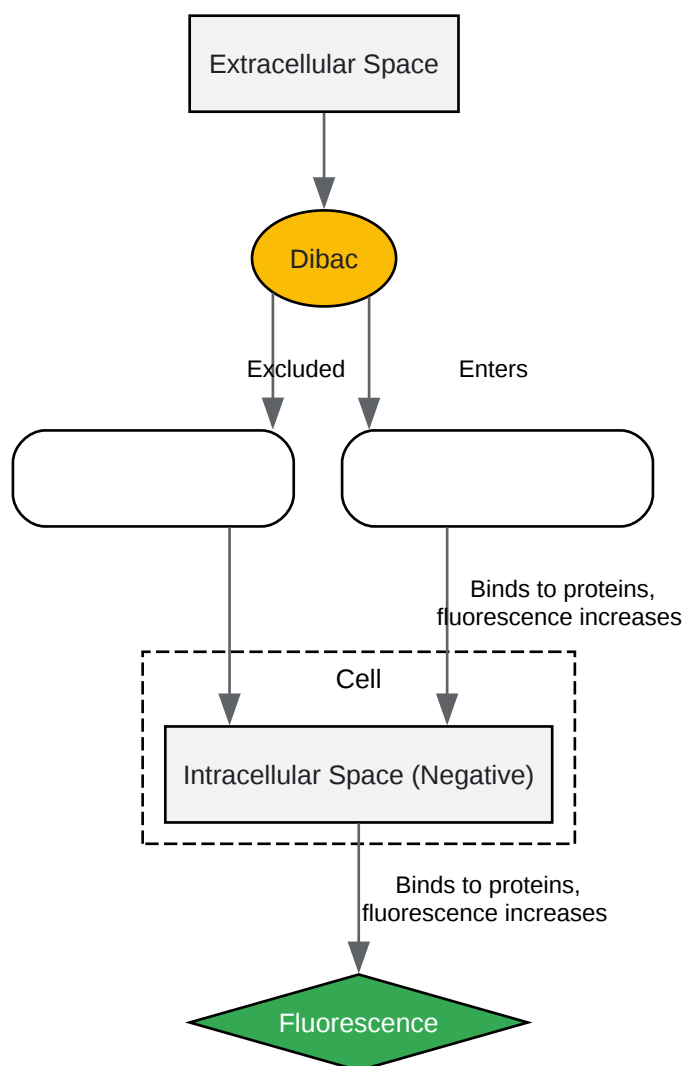 Extracellular Space
Dibac
Excluded
Enters
Binds to proteins,
fluorescence increases
Cell
Intracellular Space (Negative)
Binds to proteins,
fluorescence increases
Fluorescence